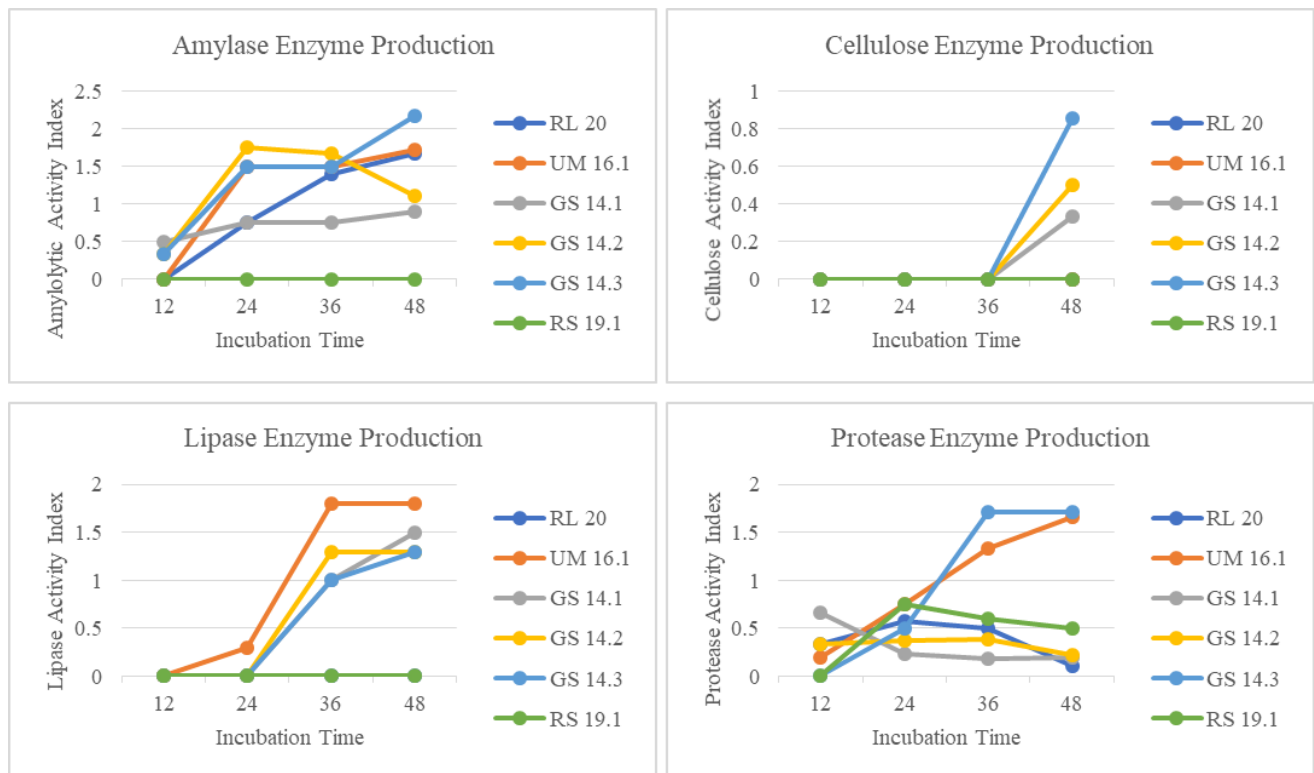 Amylase Enzyme Production
Amylolytic Activity Index
2.5
2
1.5
1
0.5
0
12 24 36 48
Incubation Time
RL 20
UM 16.1
GS 14.1
GS 14.2
GS 14.3
RS 19.1
Cellulose Enzyme Production
Cellulose Activity Index
1
0.8
0.6
0.4
0.2
0
12 24 36 48
Incubation Time
RL 20
UM 16.1
GS 14.1
GS 14.2
GS 14.3
RS 19.1
Lipase Enzyme Production
Lipase Activity Index
2
1.5
1
0.5
0
12 24 36 48
Incubation Time
RL 20
UM 16.1
GS 14.1
GS 14.2
GS 14.3
RS 19.1
Protease Enzyme Production
Protease Activity Index
2
1.5
1
0.5
0
12 24 36 48
Incubation Time
RL 20
UM 16.1
GS 14.1
GS 14.2
GS 14.3
RS 19.1